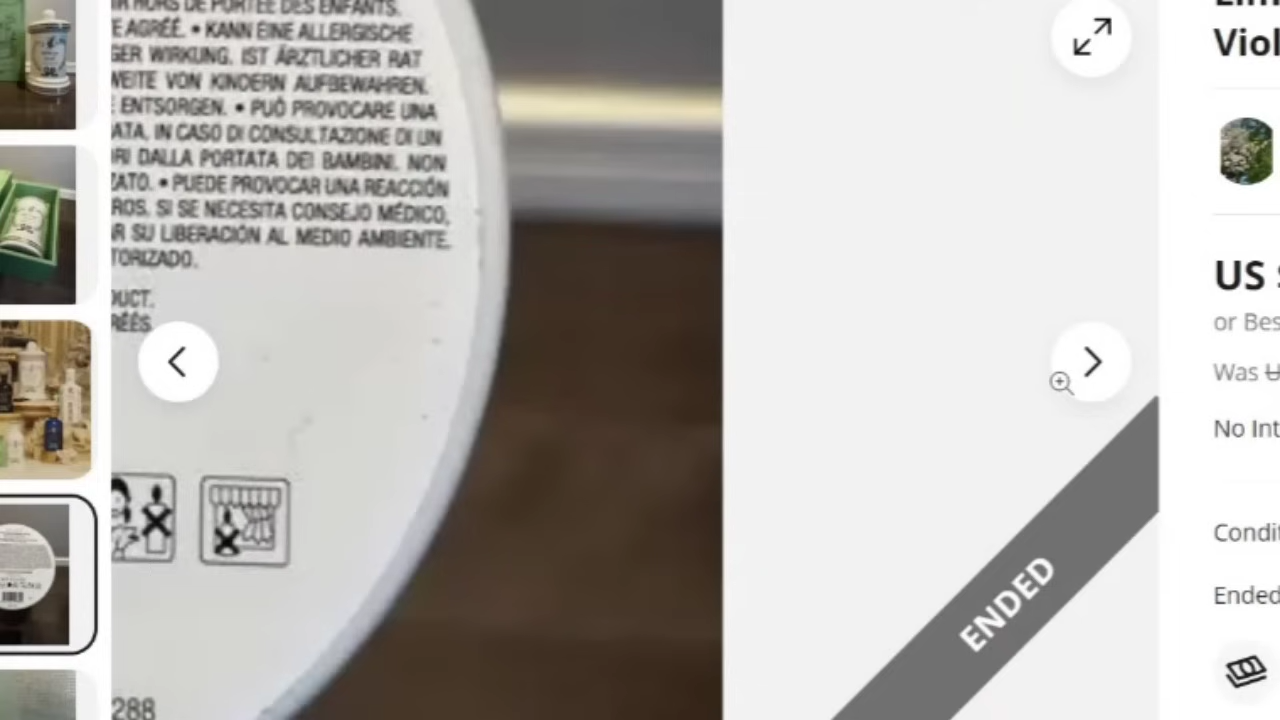 HORS DE PORTÉE DES ENFANTS.
AGRÉÉ. • KANN EINE ALLERGISCHE
GER WIRKUNG. IST ÄRZTLICHER RAT
WEITE VON KINDERN AUFBEWAHREN.
ENTSORGEN. • PUÒ PROVOCARE UNA
ATA. IN CASO DI CONSULTAZIONE DI UN
RI DALLA PORTATA DEI BAMBINI. NON
ZATO. • PUEDE PROVOCAR UNA REACCIÓN
ROS. SI SE NECESITA CONSEJO MÉDICO,
AR SU LIBERACIÓN AL MEDIO AMBIENTE.
TORIZADO.
DUCT.
RÉÉS
288
ENDED
Viol
US
or Bes
Was
No Int
Condit
Ended